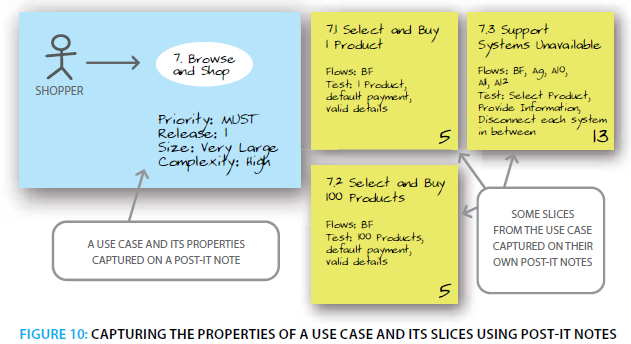 SHOPPER
7. Browse
and Shop
Priority: MUST
Release: 1
Size: Very Large
Complexity: High
A USE CASE AND ITS PROPERTIES
CAPTURED ON A POST-IT NOTE
7.1 Select and Buy
1 Product
Flows: BF
Test: 1 Product,
default payment,
valid details
5
7.3 Support
Systems Unavailable
Flows: BF, A9, A10,
A11, A12
Test: Select Product,
Provide Information,
Disconnect each system
in between
13
7.2 Select and Buy
100 Products
Flows: BF
Test: 100 Products,
default payment,
valid details
5
SOME SLICES
FROM THE USE CASE
CAPTURED ON THEIR
OWN POST-IT NOTES
FIGURE 10: CAPTURING THE PROPERTIES OF A USE CASE AND ITS SLICES USING POST-IT NOTES